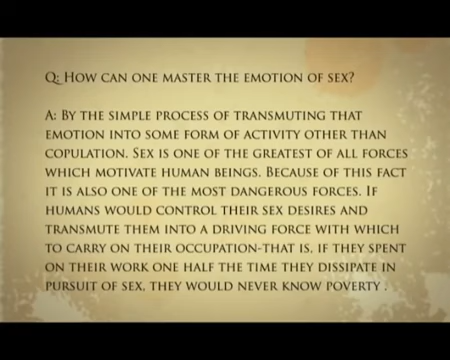 Q: How can one master the emotion of sex?
A: By the simple process of transmuting that
emotion into some form of activity other than
copulation. Sex is one of the greatest of all forces
which motivate human beings. Because of this fact
it is also one of the most dangerous forces. If
humans would control their sex desires and
transmute them into a driving force with which
to carry on their occupation-that is, if they spent
on their work one half the time they dissipate in
pursuit of sex, they would never know poverty .